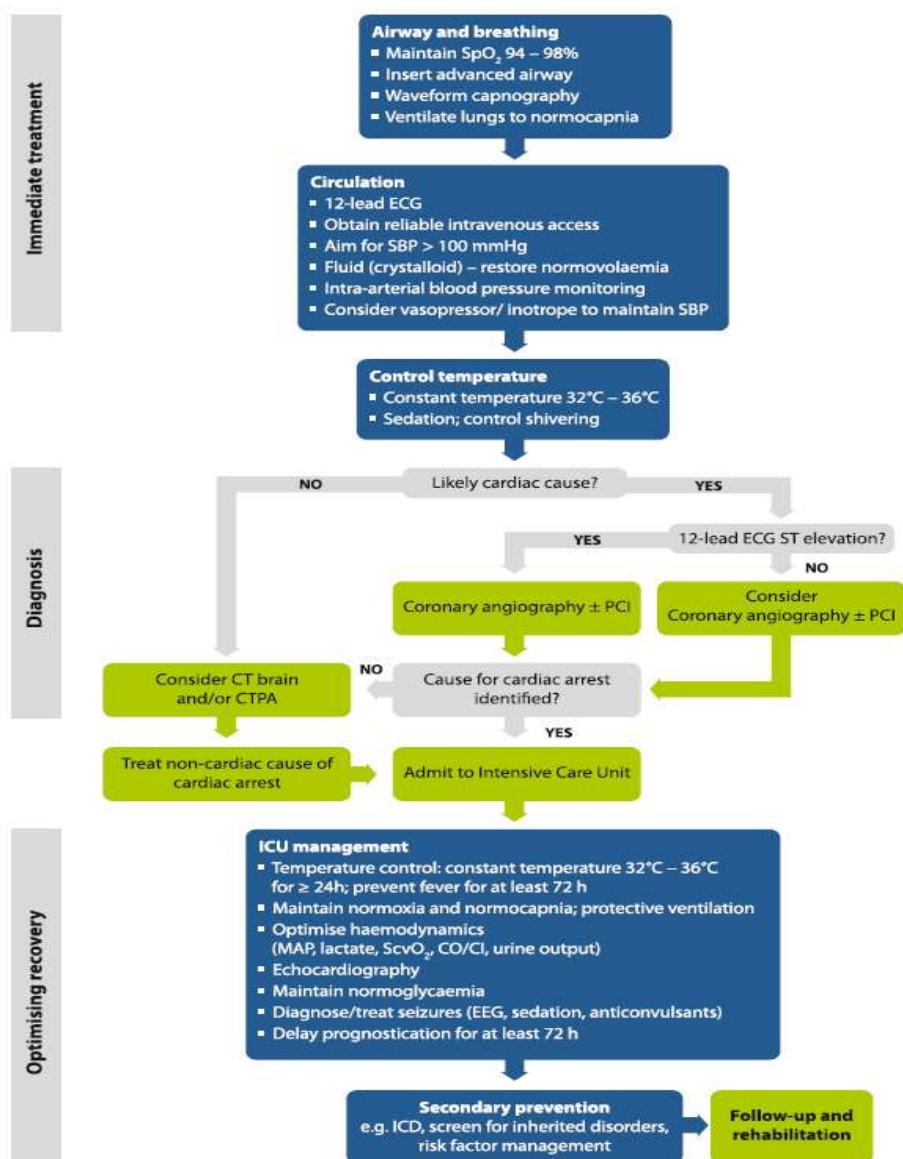 Immediate treatment
Airway and breathing
▪ Maintain SpO₂ 94 – 98%
▪ Insert advanced airway
▪ Waveform capnography
▪ Ventilate lungs to normocapnia
Circulation
▪ 12-lead ECG
▪ Obtain reliable intravenous access
▪ Aim for SBP > 100 mmHg
▪ Fluid (crystalloid) – restore normovolaemia
▪ Intra-arterial blood pressure monitoring
▪ Consider vasopressor/ inotrope to maintain SBP
Control temperature
▪ Constant temperature 32°C – 36°C
▪ Sedation; control shivering
Diagnosis
NO
Likely cardiac cause?
YES
YES
12-lead ECG ST elevation?
NO
Coronary angiography ± PCI
Consider
Coronary angiography ± PCI
Consider CT brain
and/or CTPA
NO
Cause for cardiac arrest
identified?
YES
Treat non-cardiac cause of
cardiac arrest
Admit to Intensive Care Unit
Optimising recovery
ICU management
▪ Temperature control: constant temperature 32°C – 36°C
for ≥ 24h; prevent fever for at least 72 h
▪ Maintain normoxia and normocapnia; protective ventilation
▪ Optimise haemodynamics
(MAP, lactate, ScvO₂, CO/CI, urine output)
▪ Echocardiography
▪ Maintain normoglycaemia
▪ Diagnose/treat seizures (EEG, sedation, anticonvulsants)
▪ Delay prognostication for at least 72 h
Secondary prevention
e.g. ICD, screen for inherited disorders,
risk factor management
Follow-up and
rehabilitation